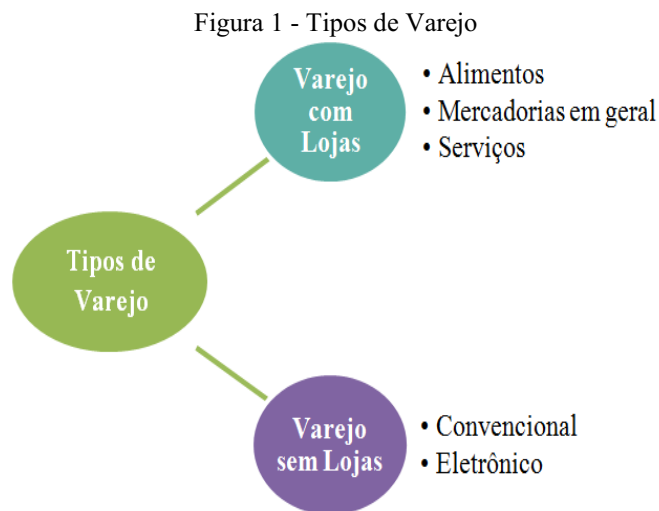 Figura 1 - Tipos de Varejo
Varejo
com
Lojas
• Alimentos
• Mercadorias em geral
• Serviços
Tipos de
Varejo
Varejo
sem Lojas
• Convencional
• Eletrônico